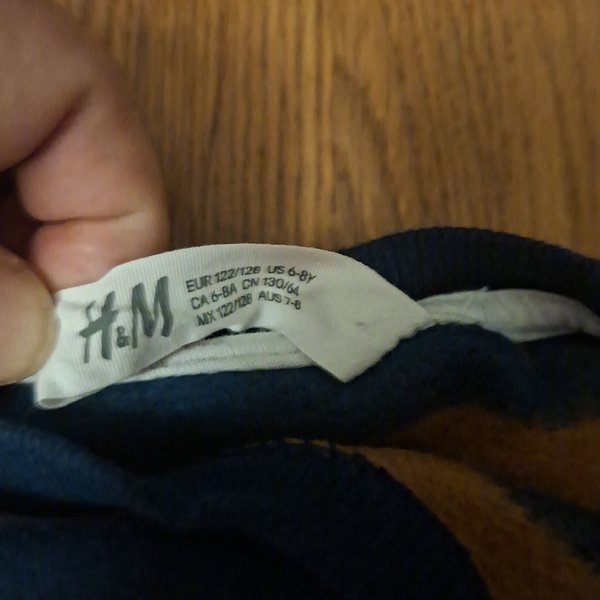 H&M
EUR 122/128 US 6-8Y
CA 6-8A CN 130/64
MX 122/128 AUS 7-8